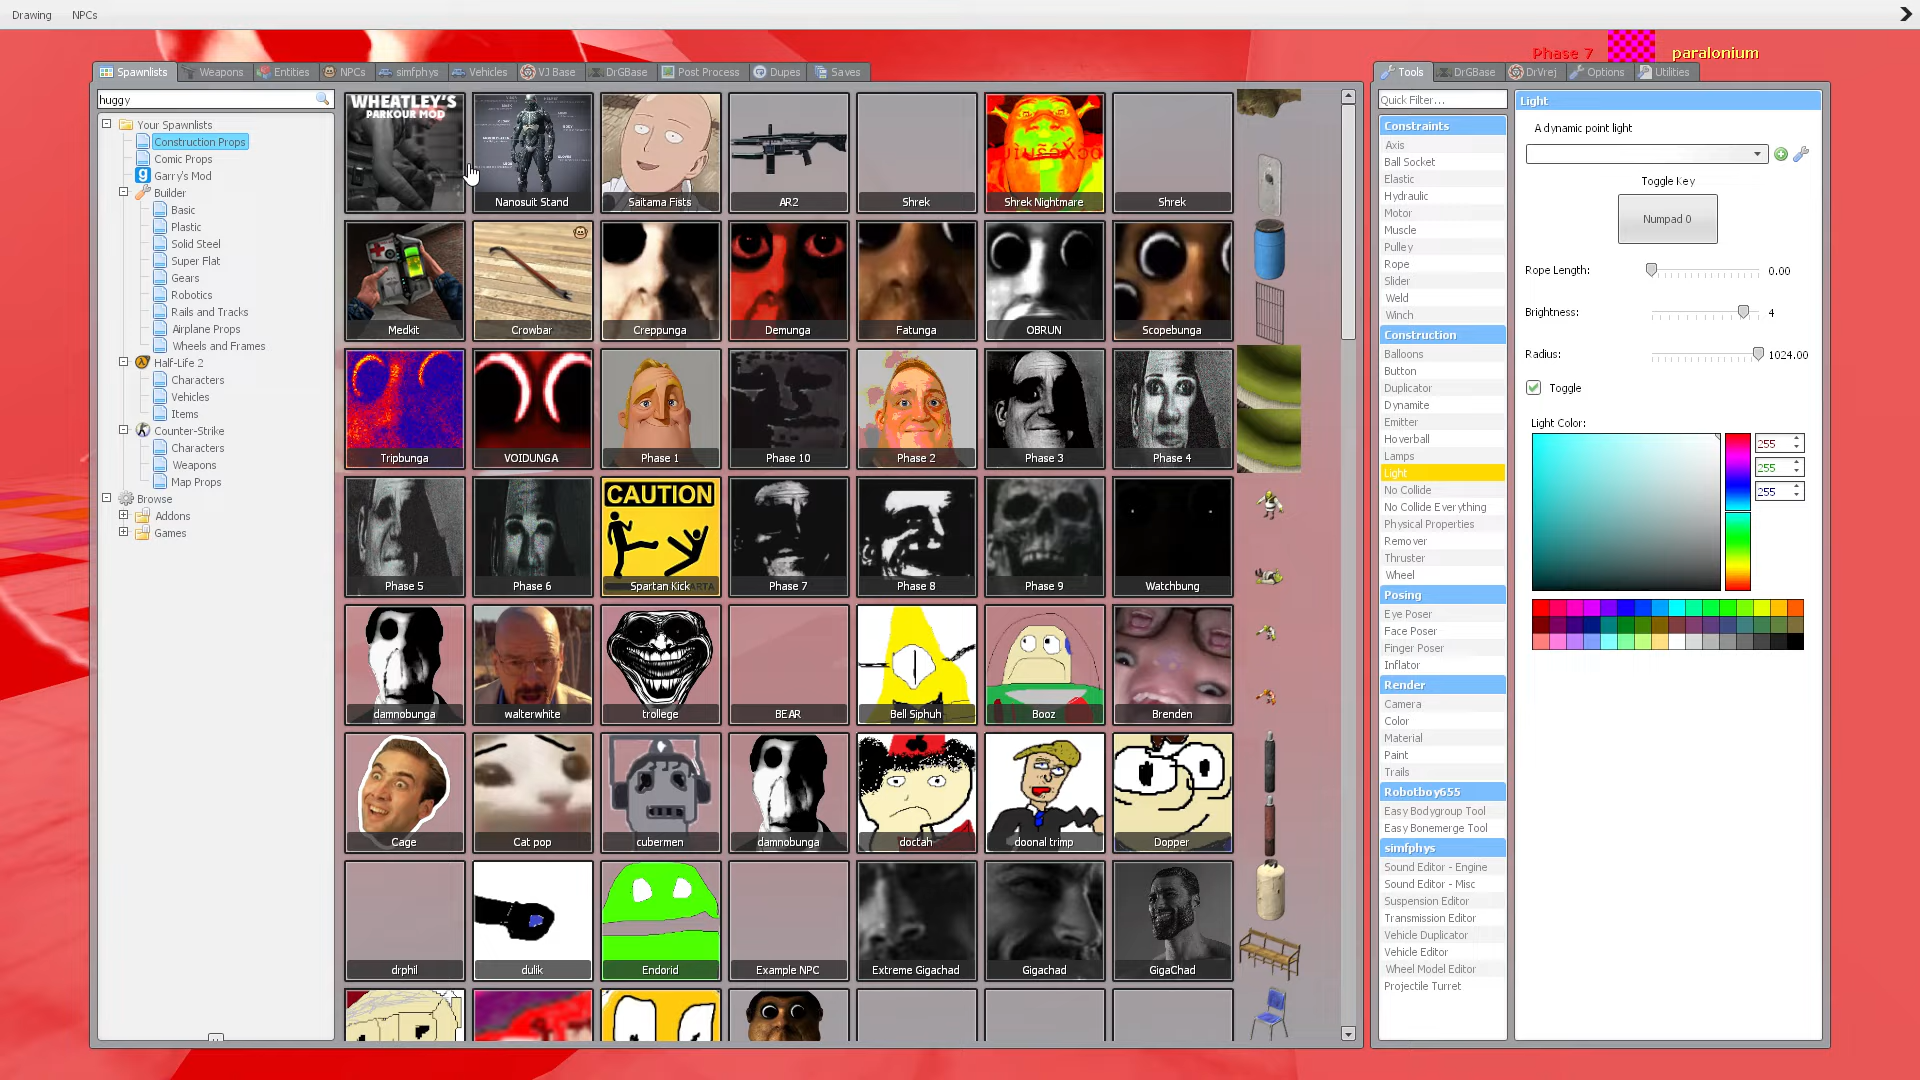 Drawing NPCs
Phase 7 paralonium
Spawnlists Weapons Entities NPCs simfphys Vehicles VJ Base DrGBase Post Process Dupes Saves
Tools DrGBase DrVrej Options Utilities
huggy
Your Spawnlists
Construction Props
Comic Props
Garry's Mod
Builder
Basic
Plastic
Solid Steel
Super Flat
Gears
Robotics
Rails and Tracks
Airplane Props
Wheels and Frames
Half-Life 2
Characters
Vehicles
Items
Counter-Strike
Characters
Weapons
Map Props
Browse
Addons
Games
WHEATLEY'S
PARKOUR MOD
Nanosuit Stand Saitama Fists AR2 Shrek Shrek Nightmare Shrek
Medkit Crowbar Creppunga Demunga Fatunga OBRUN Scopebunga
Tripbunga VOIDUNGA Phase 1 Phase 10 Phase 2 Phase 3 Phase 4
CAUTION
Phase 5 Phase 6 Spartan Kick Phase 7 Phase 8 Phase 9 Watchbung
damnobunga walterwhite trollege BEAR Bell Siphuh Booz Brenden
Cage Cat pop cubermen damnobunga doctah doonal trimp Dopper
drphil dulik Endorid Example NPC Extreme Gigachad Gigachad GigaChad
Quick Filter...
Constraints
Axis
Ball Socket
Elastic
Hydraulic
Motor
Muscle
Pulley
Rope
Slider
Weld
Winch
Construction
Balloons
Button
Duplicator
Dynamite
Emitter
Hoverball
Lamps
Light
No Collide
No Collide Everything
Physical Properties
Remover
Thruster
Wheel
Posing
Eye Poser
Face Poser
Finger Poser
Inflator
Render
Camera
Color
Material
Paint
Trails
Robotboy655
Easy Bodygroup Tool
Easy Bonemerge Tool
simfphys
Sound Editor - Engine
Sound Editor - Misc
Suspension Editor
Transmission Editor
Vehicle Duplicator
Vehicle Editor
Wheel Model Editor
Projectile Turret
Light
A dynamic point light
Toggle Key
Numpad 0
Rope Length: 0.00
Brightness: 4
Radius: 1024.00
Toggle
Light Color:
255
255
255